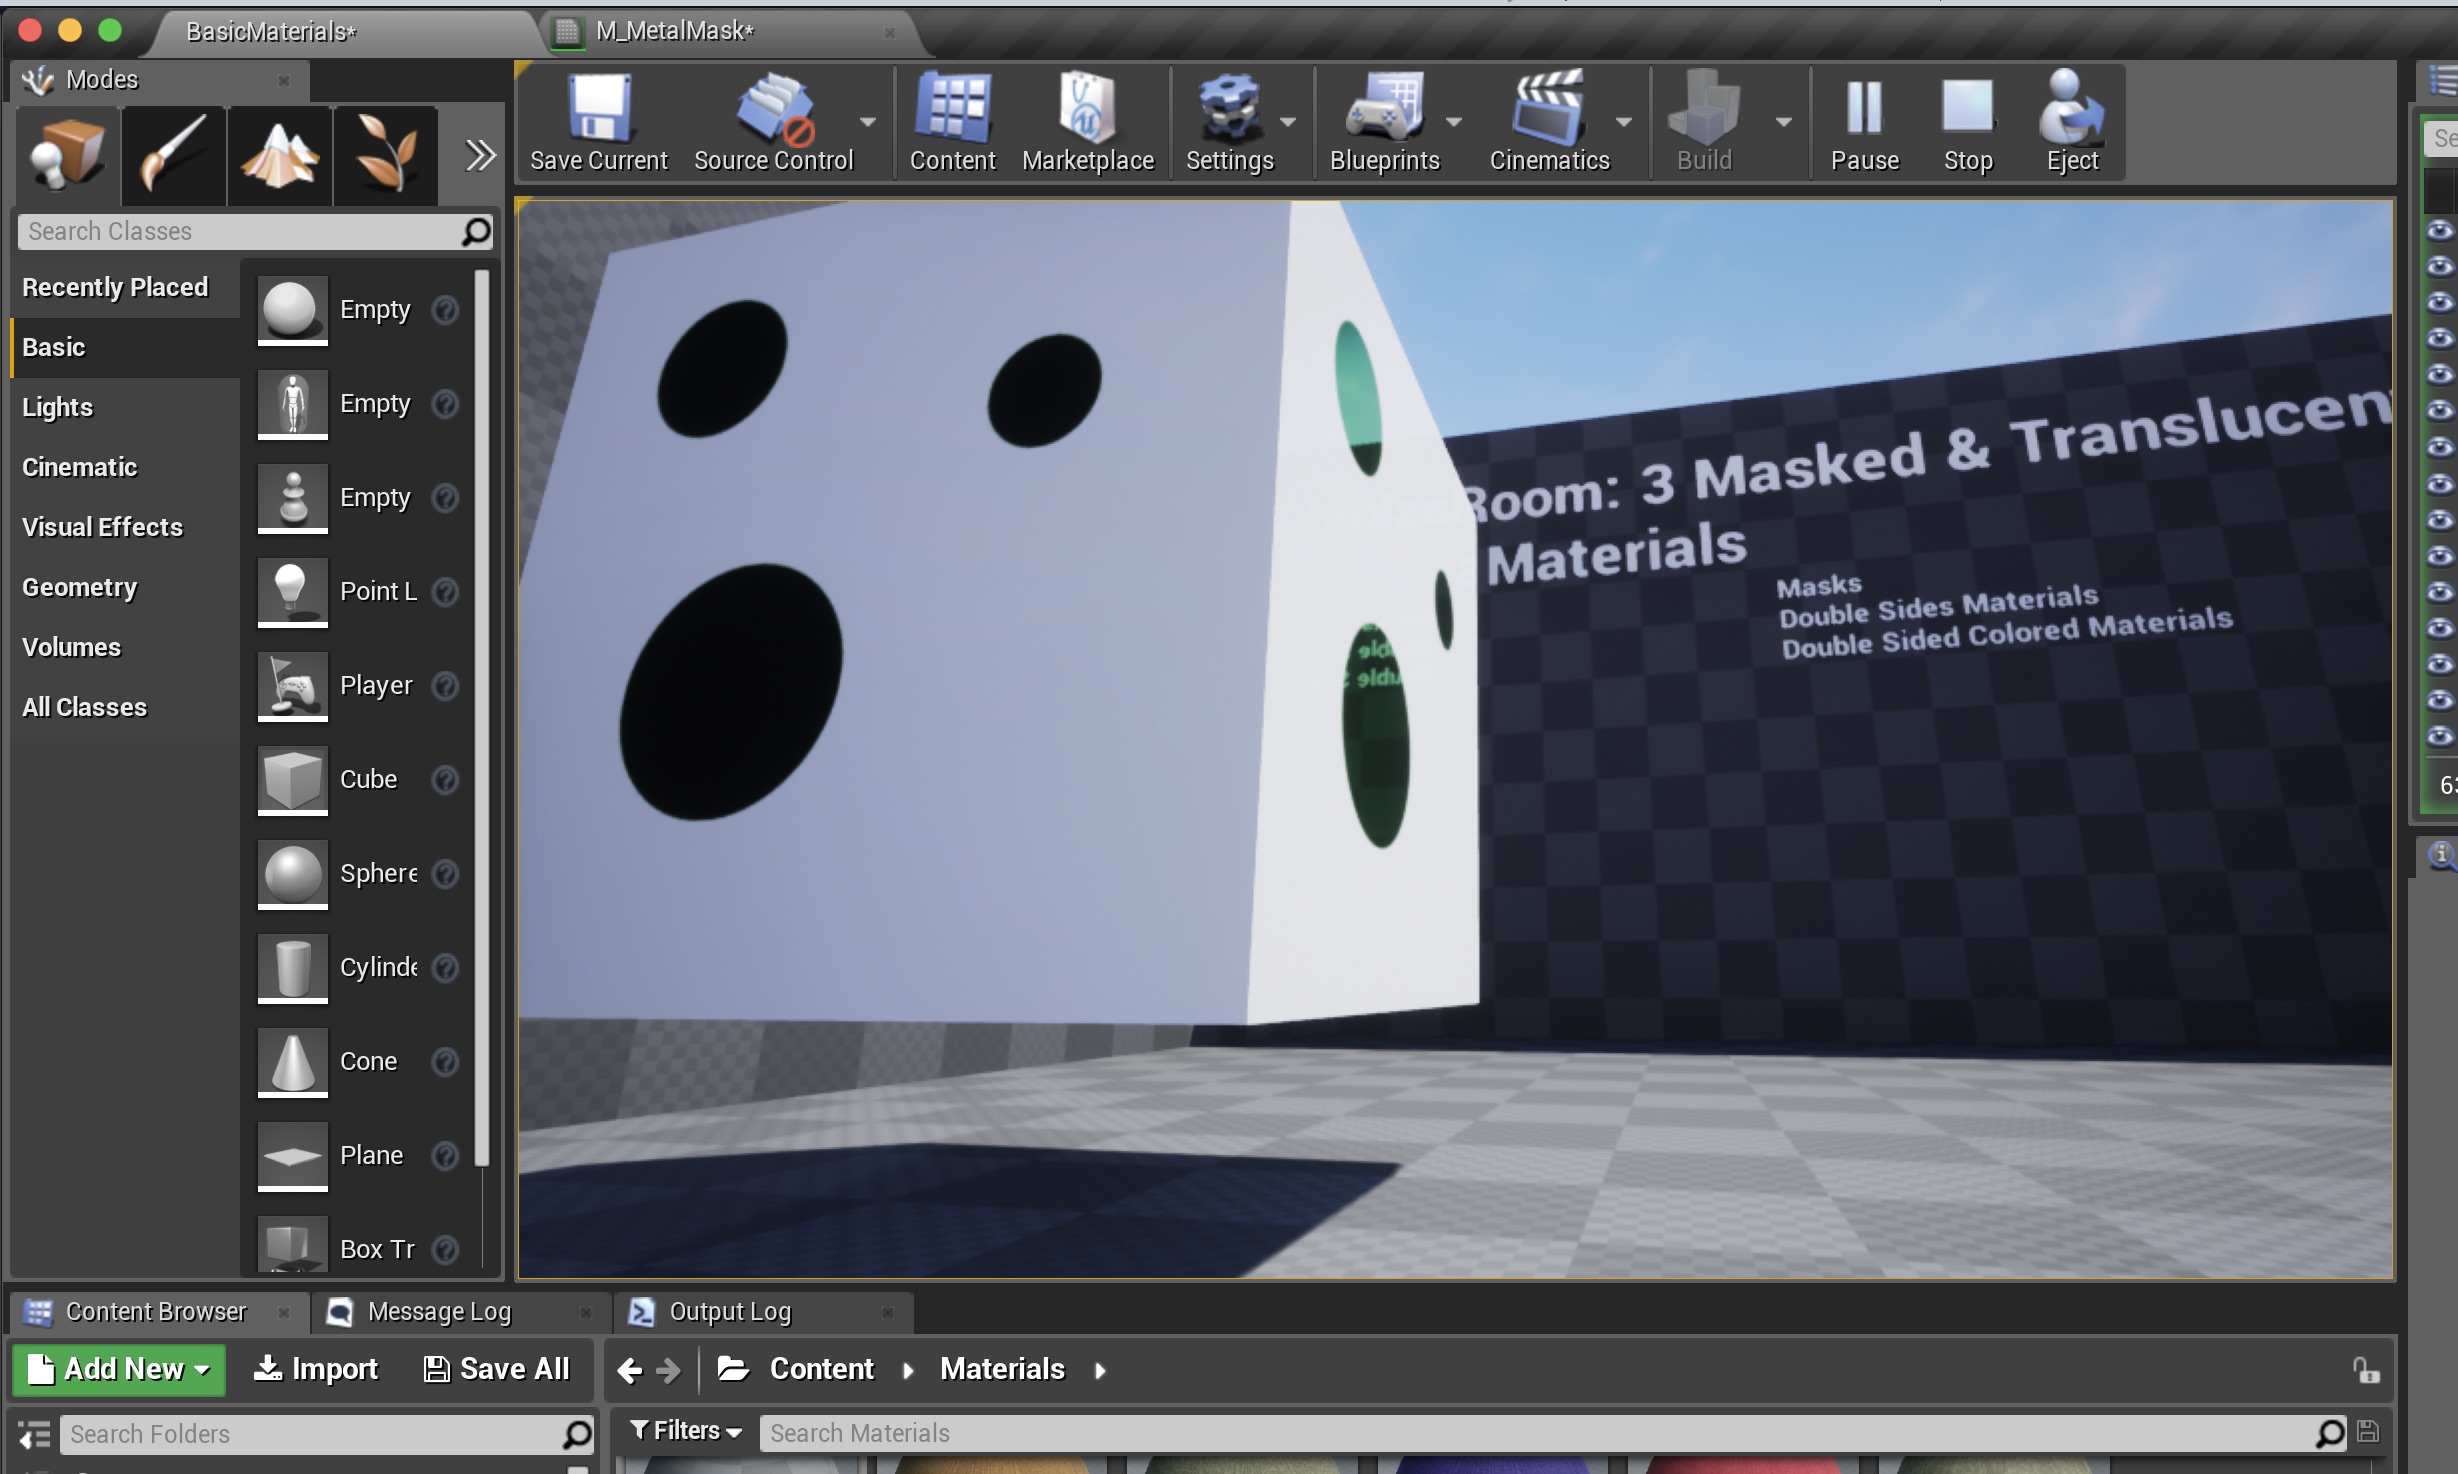 BasicMaterials*
M_MetalMask*
Modes
Save Current
Source Control
Content
Marketplace
Settings
Blueprints
Cinematics
Build
Pause
Stop
Eject
Search Classes
Recently Placed
Basic
Lights
Cinematic
Visual Effects
Geometry
Volumes
All Classes
Empty
Empty
Empty
Point L
Player
Cube
Sphere
Cylinde
Cone
Plane
Box Tr
Room: 3 Masked & Translucen
Materials
Masks
Double Sides Materials
Double Sided Colored Materials
Se
63
Content Browser
Message Log
Output Log
Add New
Import
Save All
Content
Materials
Search Folders
Filters
Search Materials